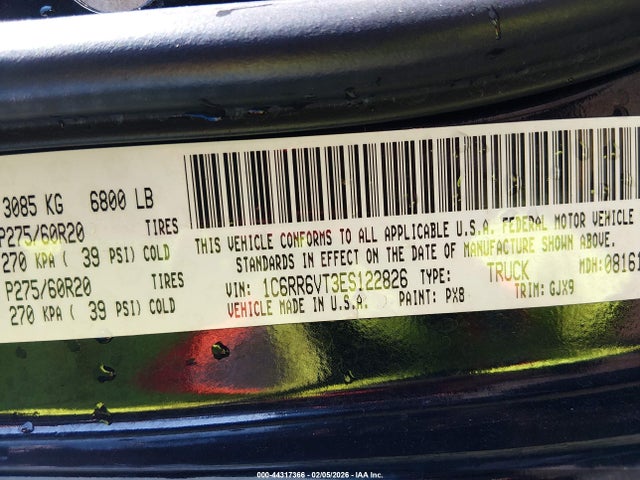 3085 KG 6800 LB
P275/60R20 TIRES
270 KPA ( 39 PSI) COLD
P275/60R20 TIRES
270 KPA ( 39 PSI) COLD
THIS VEHICLE CONFORMS TO ALL APPLICABLE U.S.A. FEDERAL MOTOR VEHICLE
STANDARDS IN EFFECT ON THE DATE OF MANUFACTURE SHOWN ABOVE.
VIN: 1C6RR6VT3ES122826 TYPE: TRUCK MDH:0816
VEHICLE MADE IN U.S.A. PAINT: PX8 TRIM: GJX9
000-44317366 - 02/05/2026 - IAA Inc.